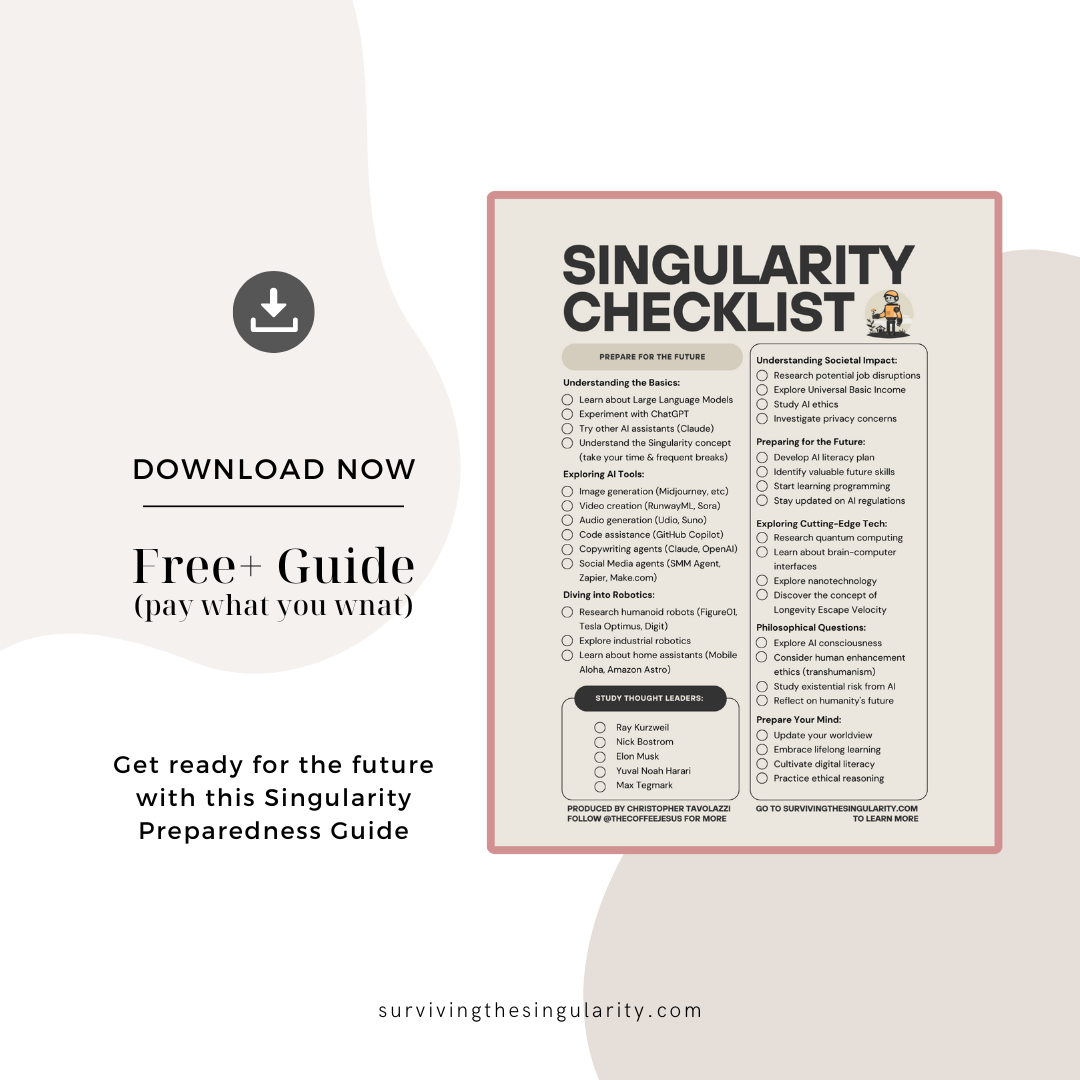 DOWNLOAD NOW
Free+ Guide
(pay what you wnat)
Get ready for the future
with this Singularity
Preparedness Guide
SINGULARITY
CHECKLIST
PREPARE FOR THE FUTURE
Understanding the Basics:
Learn about Large Language Models
Experiment with ChatGPT
Try other AI assistants (Claude)
Understand the Singularity concept
(take your time & frequent breaks)
Exploring AI Tools:
Image generation (Midjourney, etc)
Video creation (RunwayML, Sora)
Audio generation (Udio, Suno)
Code assistance (GitHub Copilot)
Copywriting agents (Claude, OpenAI)
Social Media agents (SMM Agent,
Zapier, Make.com)
Diving into Robotics:
Research humanoid robots (Figure01,
Tesla Optimus, Digit)
Explore industrial robotics
Learn about home assistants (Mobile
Aloha, Amazon Astro)
STUDY THOUGHT LEADERS:
Ray Kurzweil
Nick Bostrom
Elon Musk
Yuval Noah Harari
Max Tegmark
PRODUCED BY CHRISTOPHER TAVOLAZZI
FOLLOW @THECOFFEEJESUS FOR MORE
Understanding Societal Impact:
Research potential job disruptions
Explore Universal Basic Income
Study AI ethics
Investigate privacy concerns
Preparing for the Future:
Develop AI literacy plan
Identify valuable future skills
Start learning programming
Stay updated on AI regulations
Exploring Cutting-Edge Tech:
Research quantum computing
Learn about brain-computer
interfaces
Explore nanotechnology
Discover the concept of
Longevity Escape Velocity
Philosophical Questions:
Explore AI consciousness
Consider human enhancement
ethics (transhumanism)
Study existential risk from AI
Reflect on humanity's future
Prepare Your Mind:
Update your worldview
Embrace lifelong learning
Cultivate digital literacy
Practice ethical reasoning
GO TO SURVIVINGTHESINGULARITY.COM
TO LEARN MORE
survivingthesingularity.com